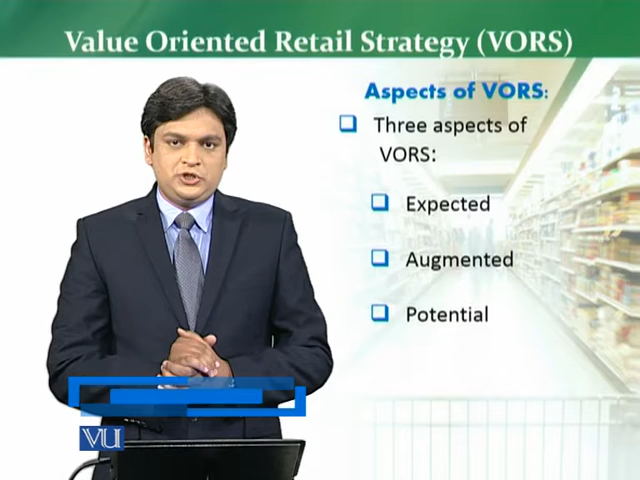 Value Oriented Retail Strategy (VORS)
Aspects of VORS:
Three aspects of
VORS:
Expected
Augmented
Potential
VU